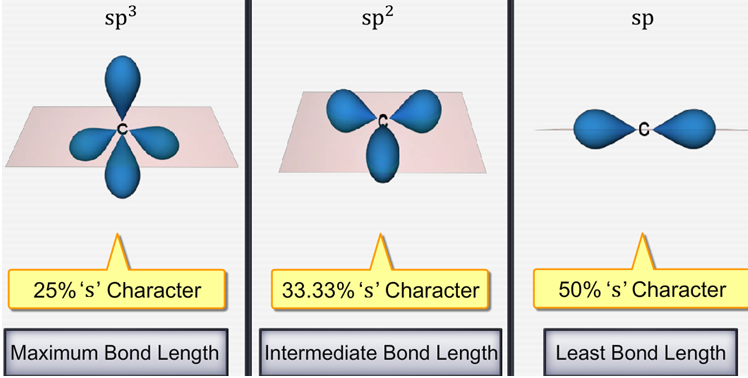 sp³
C
25% ‘s’ Character
Maximum Bond Length
sp²
C
33.33% ‘s’ Character
Intermediate Bond Length
sp
C
50% ‘s’ Character
Least Bond Length